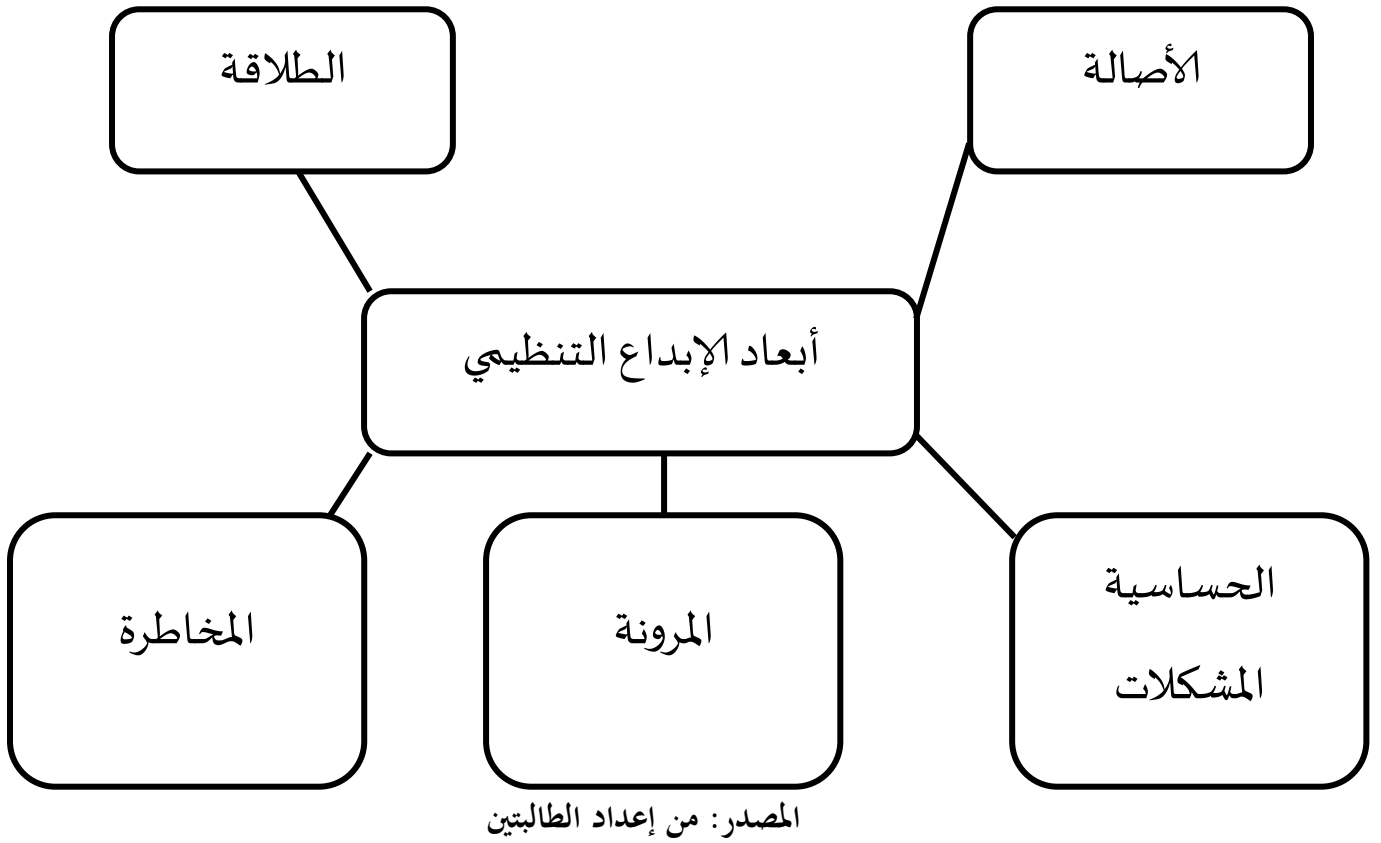 الأصالة
الطلاقة
أبعاد الإبداع التنظيمي
الحساسية
المشكلات
المرونة
المخاطرة
المصدر: من إعداد الطالبتين